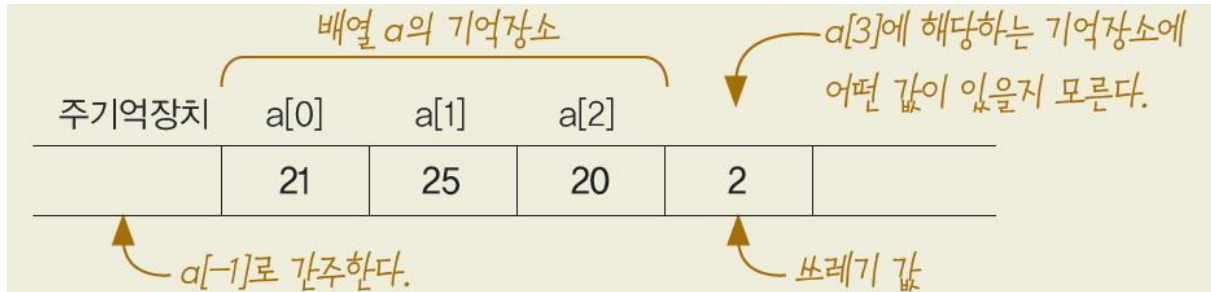 배열 a의 기억장소
a[3]에 해당하는 기억장소에
어떤 값이 있을지 모른다.
주기억장치 a[0] a[1] a[2]
21 25 20 2
a[-1]로 간주한다.
쓰레기 값